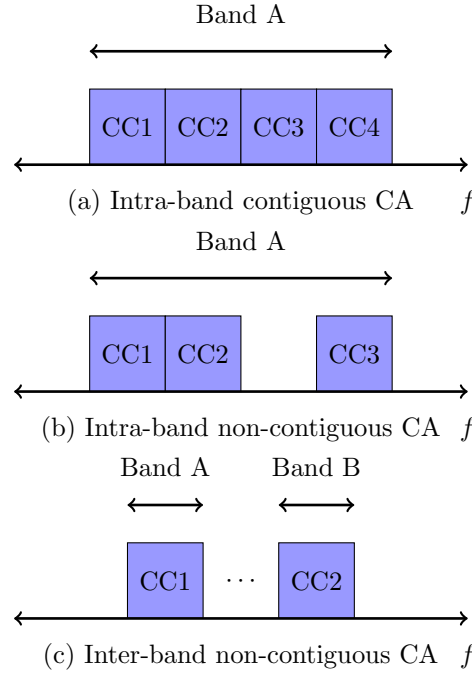 Band A
CC1 CC2 CC3 CC4
(a) Intra-band contiguous CA f
Band A
CC1 CC2 CC3
(b) Intra-band non-contiguous CA f
Band A Band B
CC1 ... CC2
(c) Inter-band non-contiguous CA f